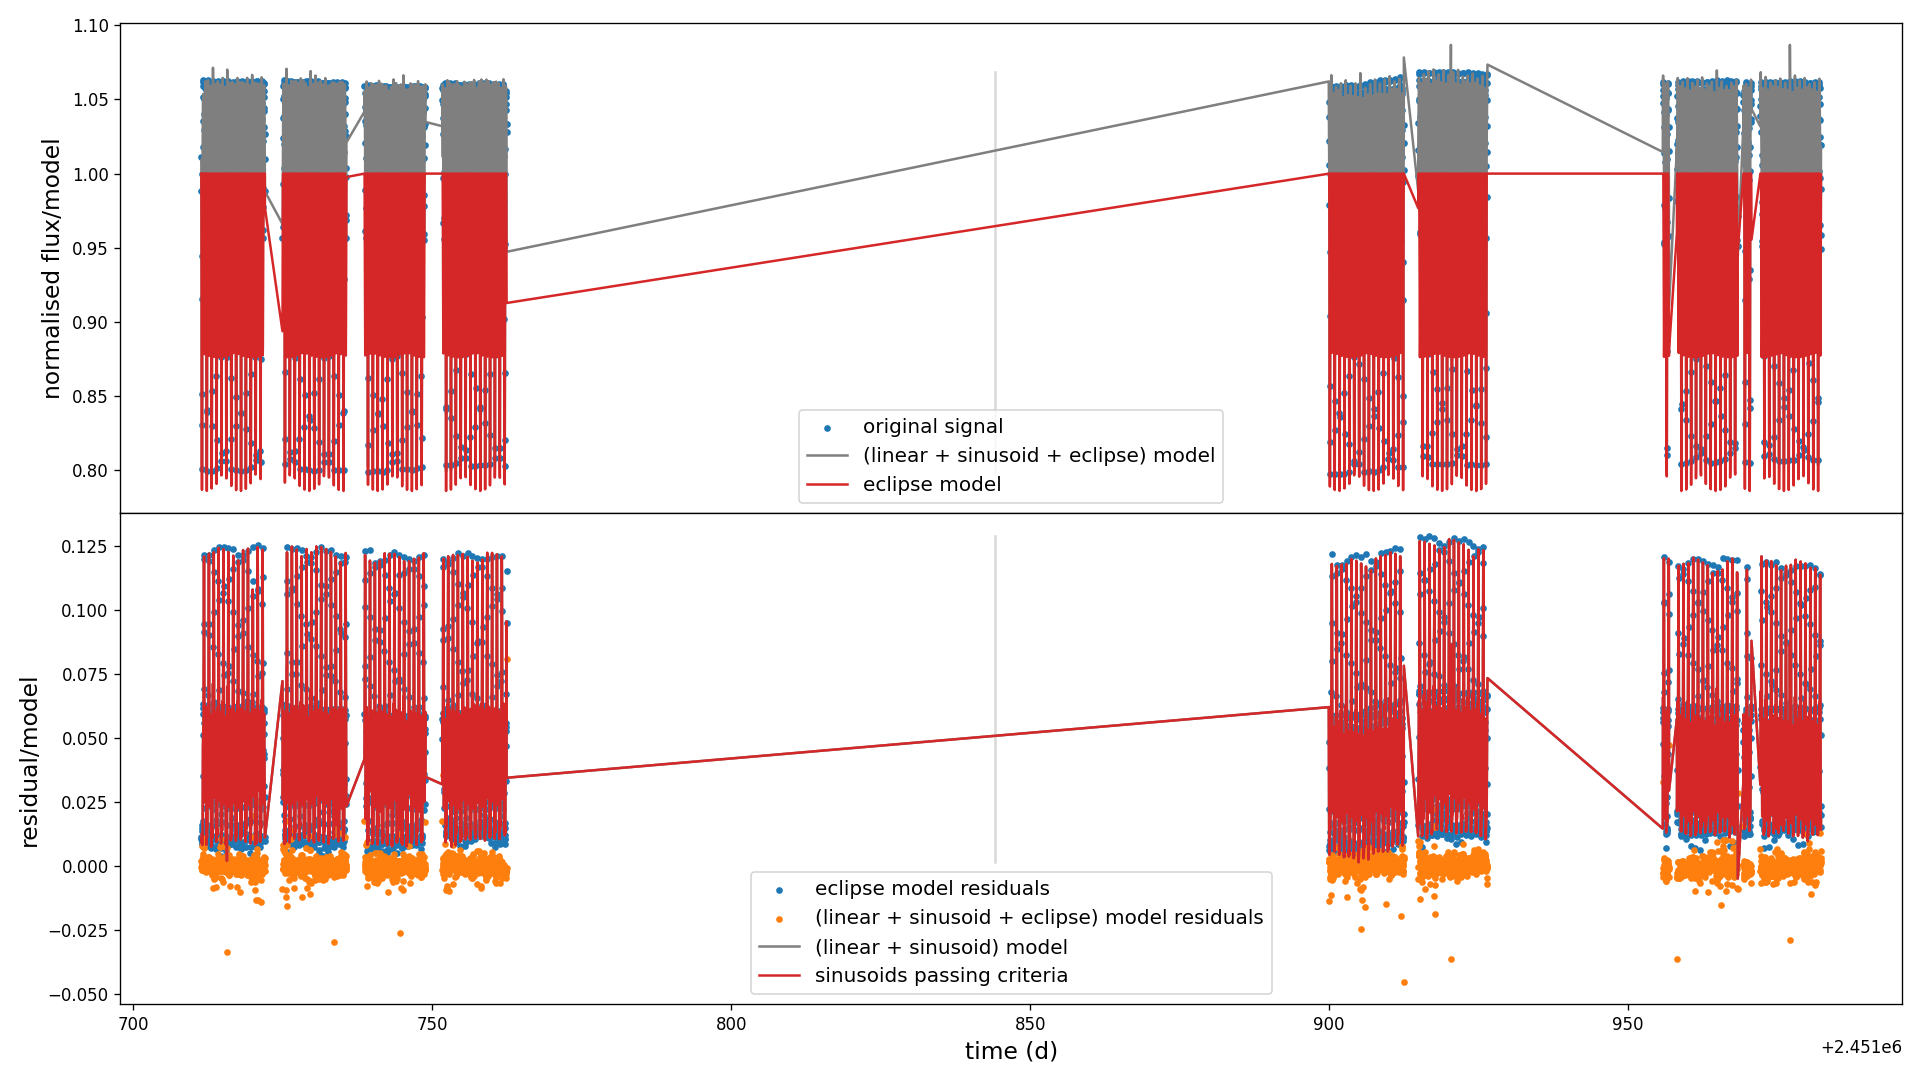 1.10
1.05
1.00
0.95
0.90
0.85
0.80
normalised flux/model
original signal
(linear + sinusoid + eclipse) model
eclipse model
0.125
0.100
0.075
0.050
0.025
0.000
−0.025
−0.050
residual/model
eclipse model residuals
(linear + sinusoid + eclipse) model residuals
(linear + sinusoid) model
sinusoids passing criteria
700 750 800 850 900 950
time (d)
+2.451e6